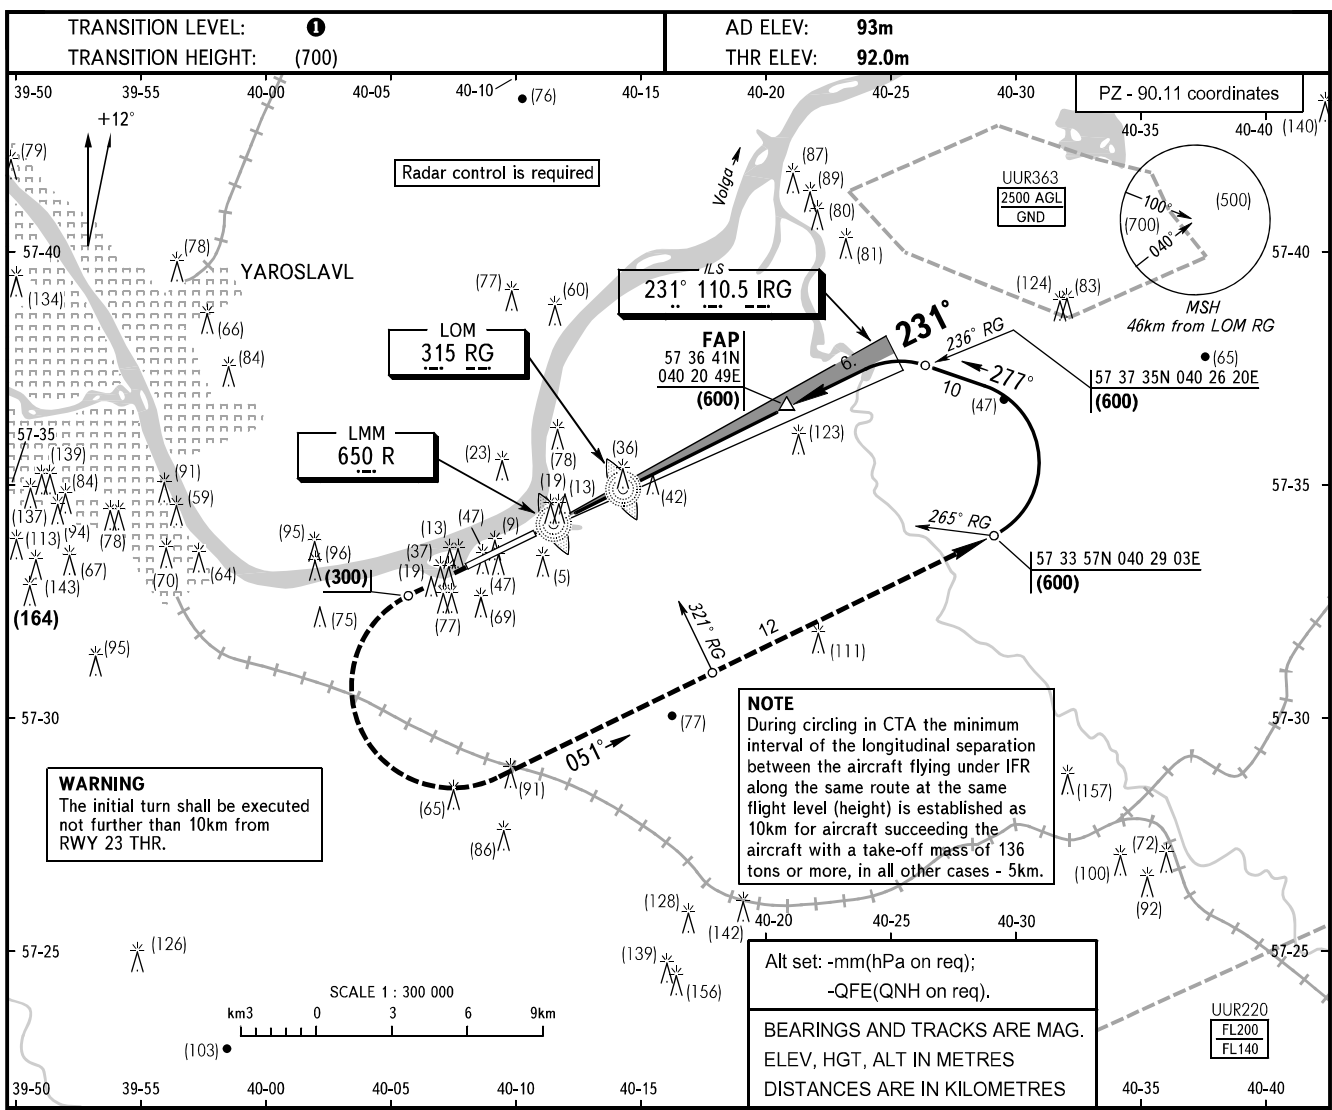 TRANSITION LEVEL: ❶
TRANSITION HEIGHT: (700)
AD ELEV: 93m
THR ELEV: 92.0m
39-50 39-55 40-00 40-05 40-10 40-15 40-20 40-25 40-30
PZ - 90.11 coordinates
40-35 40-40
(140)
(76)
+12°
(79)
Radar control is required
Volga
(87)
(89)
(80)
(81)
UUR363
2500 AGL
GND
100°
(500)
(700)
040°
MSH
46km from LOM RG
57-40
57-40
(78)
YAROSLAVL
(134)
(66)
(84)
(77)
(60)
ILS
231° 110.5 IRG
(124)
(83)
(65)
LOM
315 RG
FAP
57 36 41N
040 20 49E
(600)
231°
236° RG
6.
10
277°
(47)
57 37 35N 040 26 20E
(600)
LMM
650 R
(23)
(78)
(36)
(123)
(42)
57-35
57-35
(139)
(84)
(137)
(94)
(78)
(113)
(67)
(143)
(164)
(91)
(59)
(70)
(64)
(95)
(96)
(300)
(75)
(13)
(47)
(9)
(37)
(19)
(47)
(77)
(69)
(19)
(13)
(5)
265° RG
57 33 57N 040 29 03E
(600)
(95)
321° RG
12
(111)
57-30
57-30
(77)
051°
(91)
(65)
(86)
WARNING
The initial turn shall be executed
not further than 10km from
RWY 23 THR.
NOTE
During circling in CTA the minimum
interval of the longitudinal separation
between the aircraft flying under IFR
along the same route at the same
flight level (height) is established as
10km for aircraft succeeding the
aircraft with a take-off mass of 136
tons or more, in all other cases - 5km.
(157)
(100)
(72)
(92)
(128)
(142)
40-20 40-25 40-30
57-25
57-25
(126)
(139)
(156)
SCALE 1 : 300 000
km3 0 3 6 9km
(103)
Alt set: -mm(hPa on req);
-QFE(QNH on req).
BEARINGS AND TRACKS ARE MAG.
ELEV, HGT, ALT IN METRES
DISTANCES ARE IN KILOMETRES
UUR220
FL200
FL140
39-50 39-55 40-00 40-05 40-10 40-15 40-35 40-40